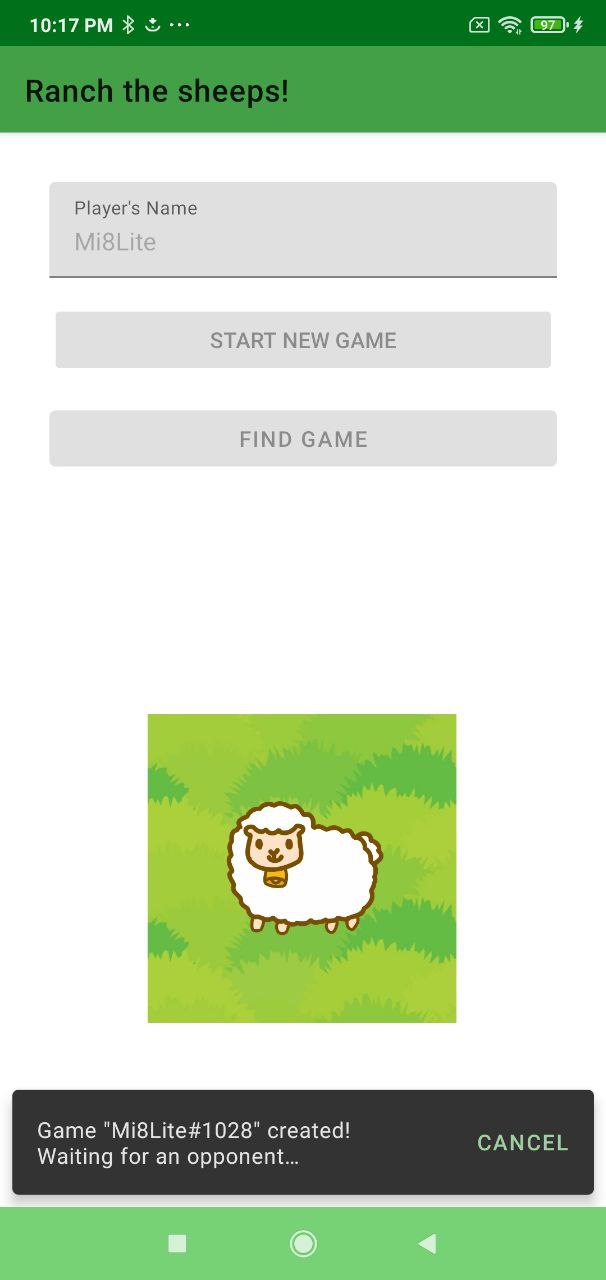 10:17 PM
97
Ranch the sheeps!
Player's Name
Mi8Lite
START NEW GAME
FIND GAME
Game "Mi8Lite#1028" created!
Waiting for an opponent…
CANCEL